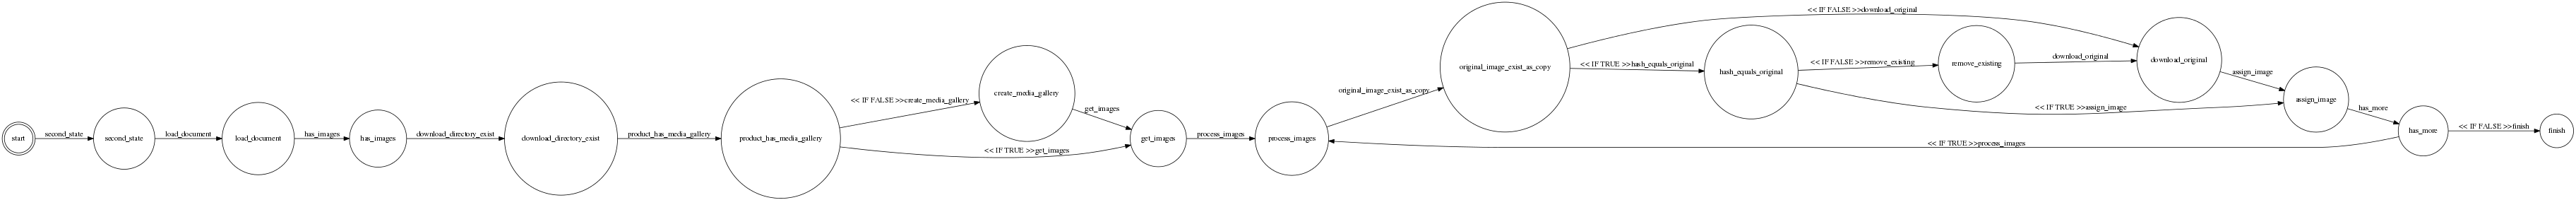 start
second_state
second_state
load_document
load_document
has_images
has_images
download_directory_exist
download_directory_exist
product_has_media_gallery
product_has_media_gallery
<< IF FALSE >>create_media_gallery
create_media_gallery
get_images
<< IF TRUE >>get_images
get_images
process_images
process_images
original_image_exist_as_copy
original_image_exist_as_copy
<< IF FALSE >>download_original
<< IF TRUE >>hash_equals_original
hash_equals_original
<< IF FALSE >>remove_existing
remove_existing
download_original
download_original
<< IF TRUE >>assign_image
assign_image
assign_image
has_more
has_more
<< IF TRUE >>process_images
<< IF FALSE >>finish
finish